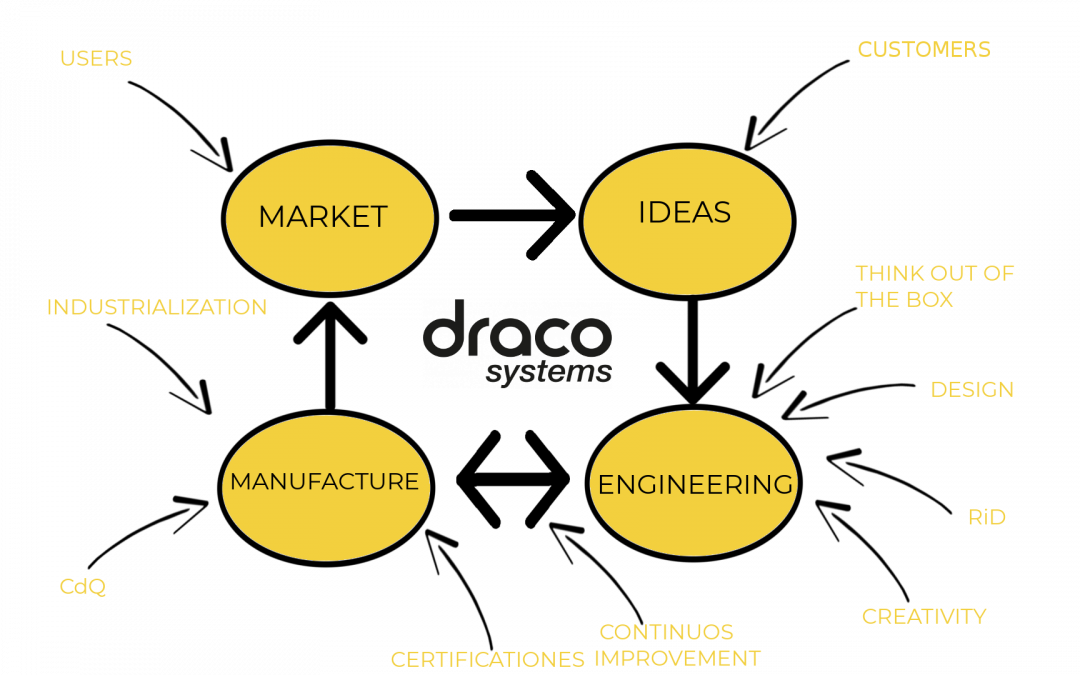 USERS
CUSTOMERS
MARKET
IDEAS
THINK OUT OF
THE BOX
INDUSTRIALIZATION
draco
systems
DESIGN
MANUFACTURE
ENGINEERING
RiD
CdQ
CREATIVITY
CONTINUOS
IMPROVEMENT
CERTIFICATIONES